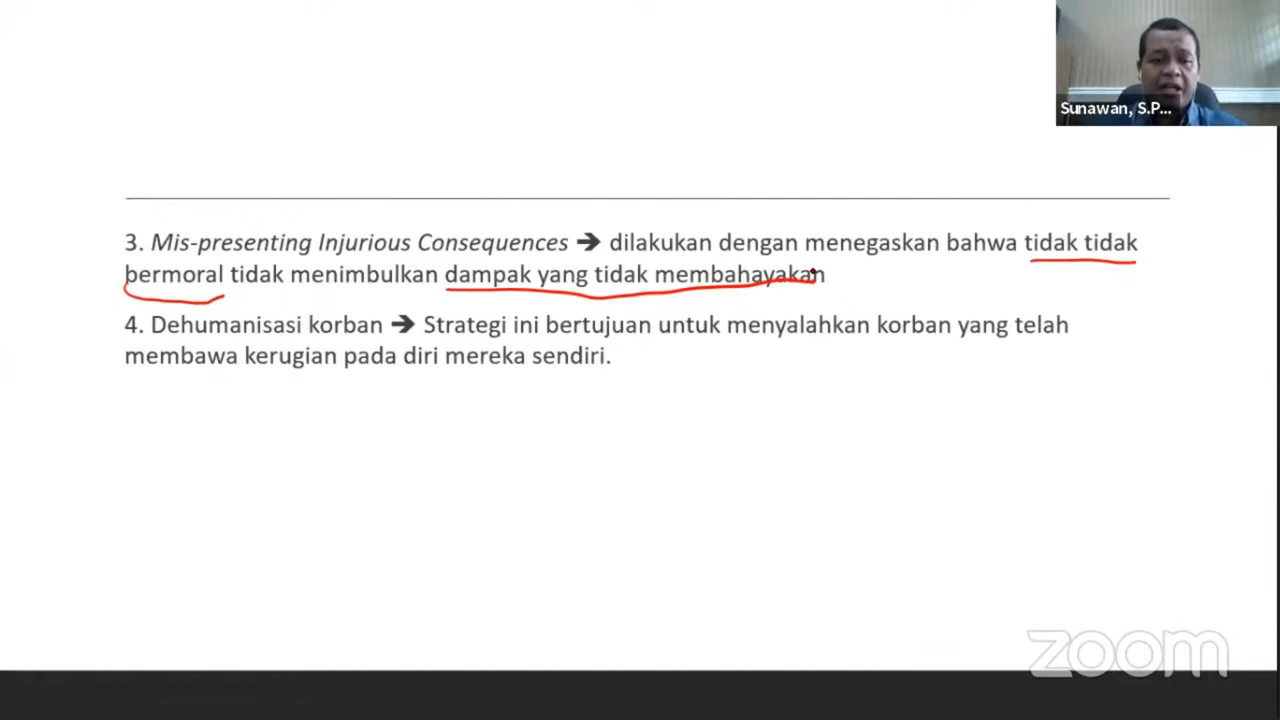 Sunawan, S.P...
3. Mis-presenting Injurious Consequences ➔ dilakukan dengan menegaskan bahwa tidak tidak
bermoral tidak menimbulkan dampak yang tidak membahayakan
4. Dehumanisasi korban ➔ Strategi ini bertujuan untuk menyalahkan korban yang telah
membawa kerugian pada diri mereka sendiri.
zoom